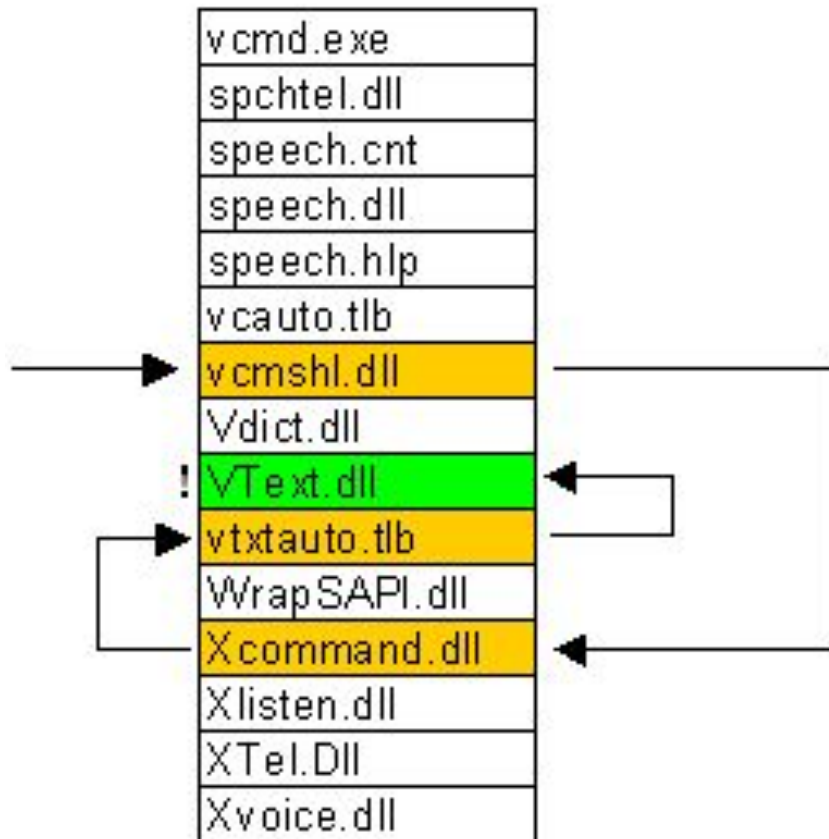 vcmd.exe
spchtel.dll
speech.cnt
speech.dll
speech.hlp
vcauto.tlb
vcmshl.dll
Vdict.dll
! VText.dll
vtxtauto.tlb
WrapSAPI.dll
Xcommand.dll
Xlisten.dll
XTel.Dll
Xvoice.dll